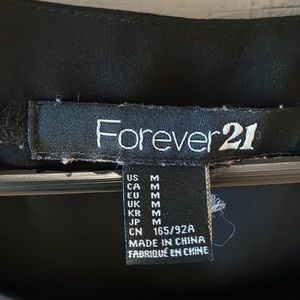 Forever21
US M
CA M
EU M
UK M
KR M
JP M
CN 165/92A
MADE IN CHINA
FABRIQUÉ EN CHINE